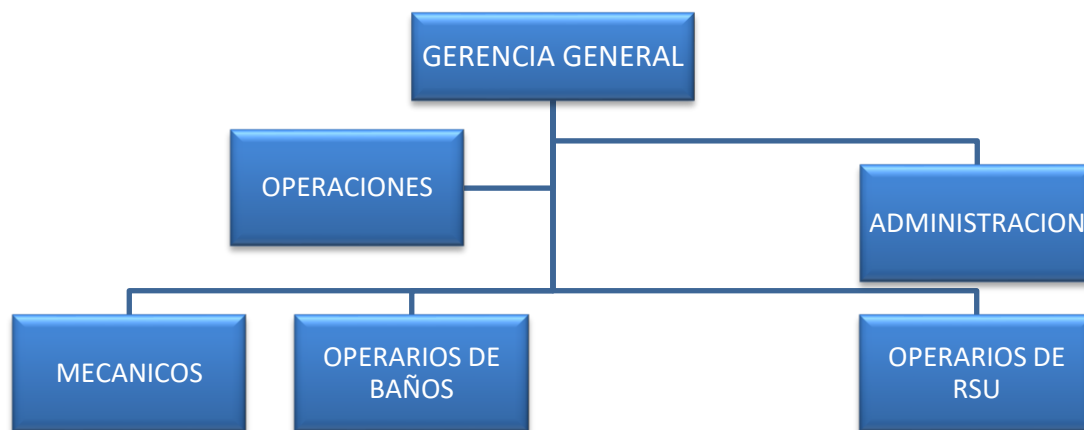 GERENCIA GENERAL
OPERACIONES
ADMINISTRACION
MECANICOS
OPERARIOS DE
BAÑOS
OPERARIOS DE
RSU